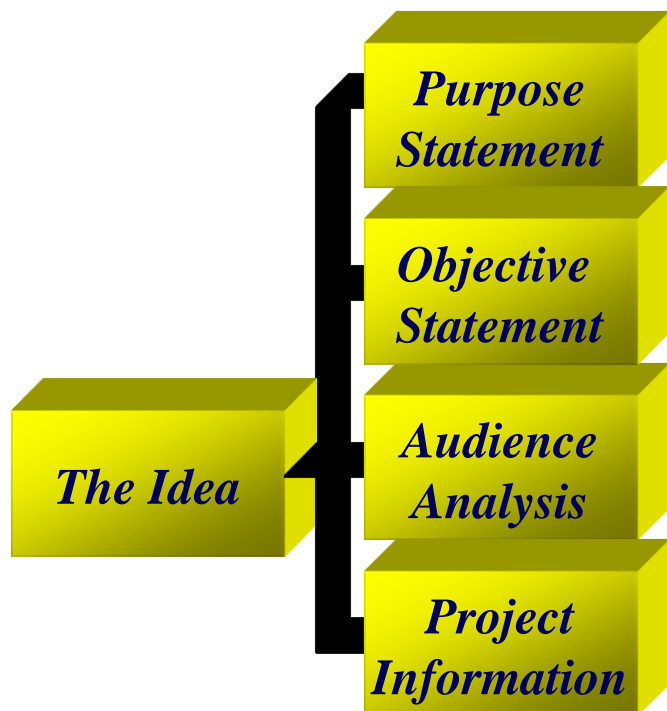 Purpose
Statement
Objective
Statement
The Idea
Audience
Analysis
Project
Information